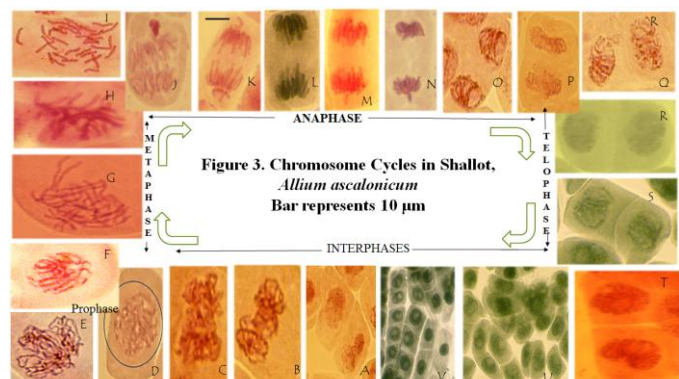 I
H
G
F
E
D
C
B
A
V
U
T
S
R
Q
R
P
O
N
M
L
K
J
ANAPHASE
METAPHASE
TELOPHASE
Figure 3. Chromosome Cycles in Shallot,
Allium ascalonicum
Bar represents 10 µm
INTERPHASES
Prophase